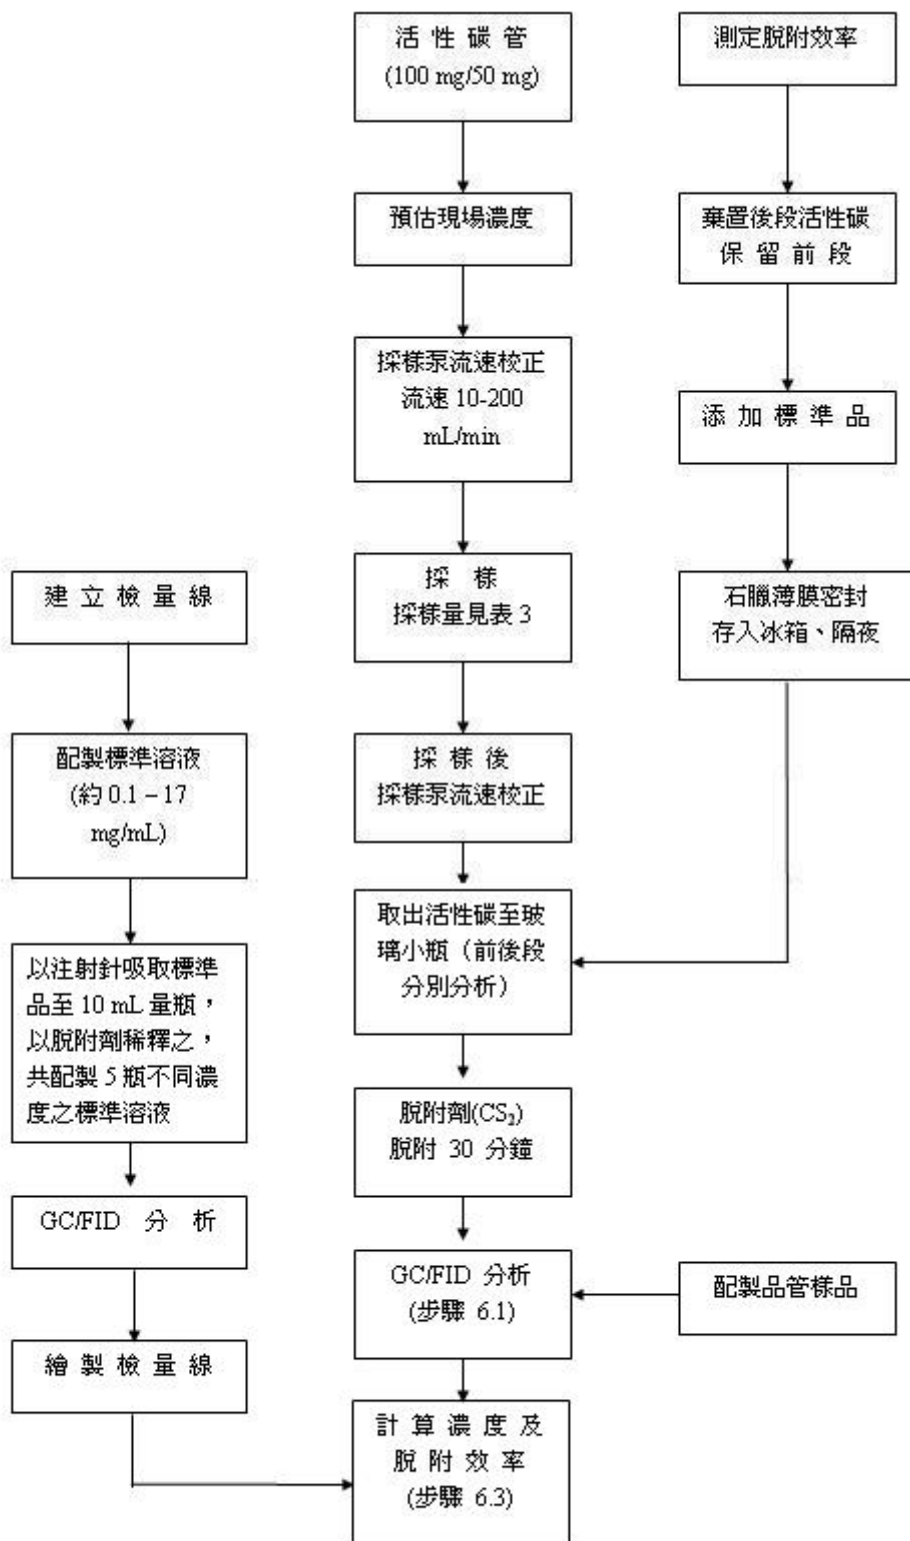 活 性 碳 管
(100 mg/50 mg)
預估現場濃度
採樣泵流速校正
流速 10-200
mL/min
採 樣
採樣量見表 3
採 樣 後
採樣泵流速校正
取出活性碳至玻
璃小瓶（前後段
分別分析）
脫附劑(CS₂)
脫附 30 分鐘
GC/FID 分析
(步驟 6.1)
計 算 濃 度 及
脫 附 效 率
(步驟 6.3)
測定脫附效率
棄置後段活性碳
保 留 前 段
添 加 標 準 品
石臘薄膜密封
存入冰箱、隔夜
配製品管樣品
建 立 檢 量 線
配製標準溶液
(約 0.1 – 17
mg/mL)
以注射針吸取標準
品至 10 mL 量瓶，
以脫附劑稀釋之，
共配製 5 瓶不同濃
度之標準溶液
GC/FID 分 析
繪 製 檢 量 線